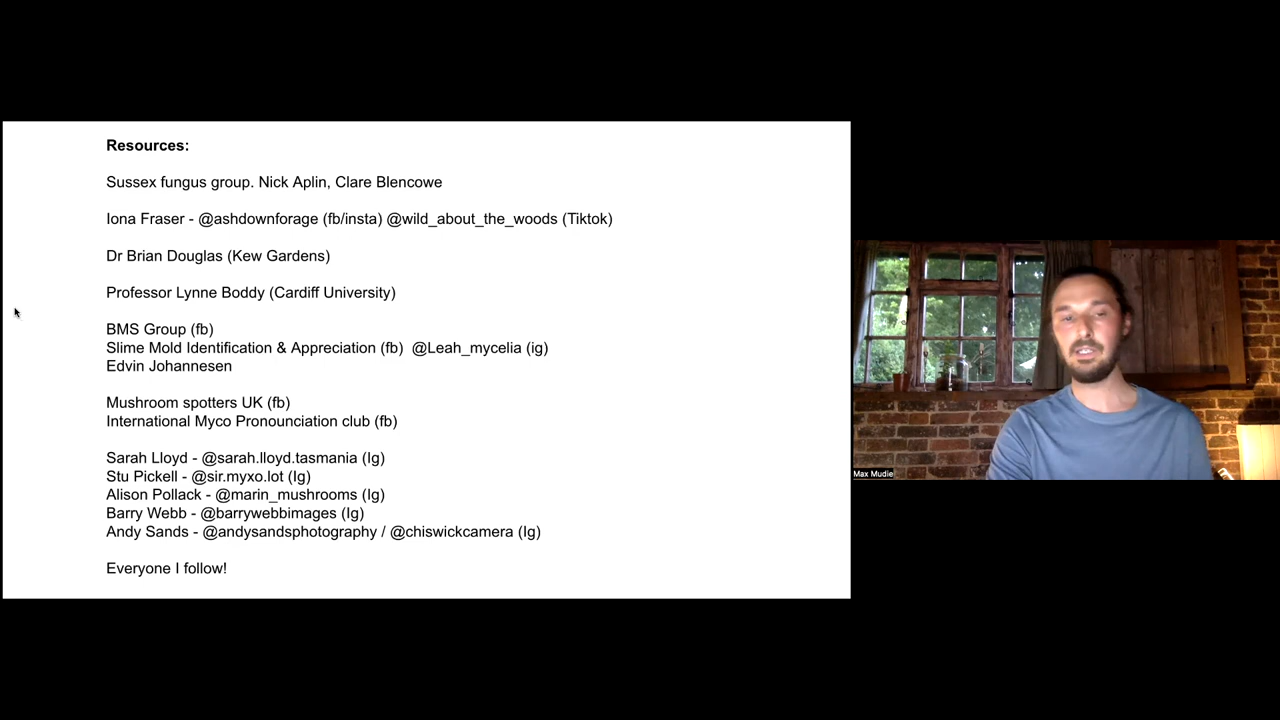 Resources:
Sussex fungus group. Nick Aplin, Clare Blencowe
Iona Fraser - @ashdownforage (fb/insta) @wild_about_the_woods (Tiktok)
Dr Brian Douglas (Kew Gardens)
Professor Lynne Boddy (Cardiff University)
BMS Group (fb)
Slime Mold Identification & Appreciation (fb)  @Leah_mycelia (ig)
Edvin Johannesen
Mushroom spotters UK (fb)
International Myco Pronounciation club (fb)
Sarah Lloyd - @sarah.lloyd.tasmania (Ig)
Stu Pickell - @sir.myxo.lot (Ig)
Alison Pollack - @marin_mushrooms (Ig)
Barry Webb - @barrywebbimages (Ig)
Andy Sands - @andysandsphotography / @chiswickcamera (Ig)
Everyone I follow!
Max Mudie